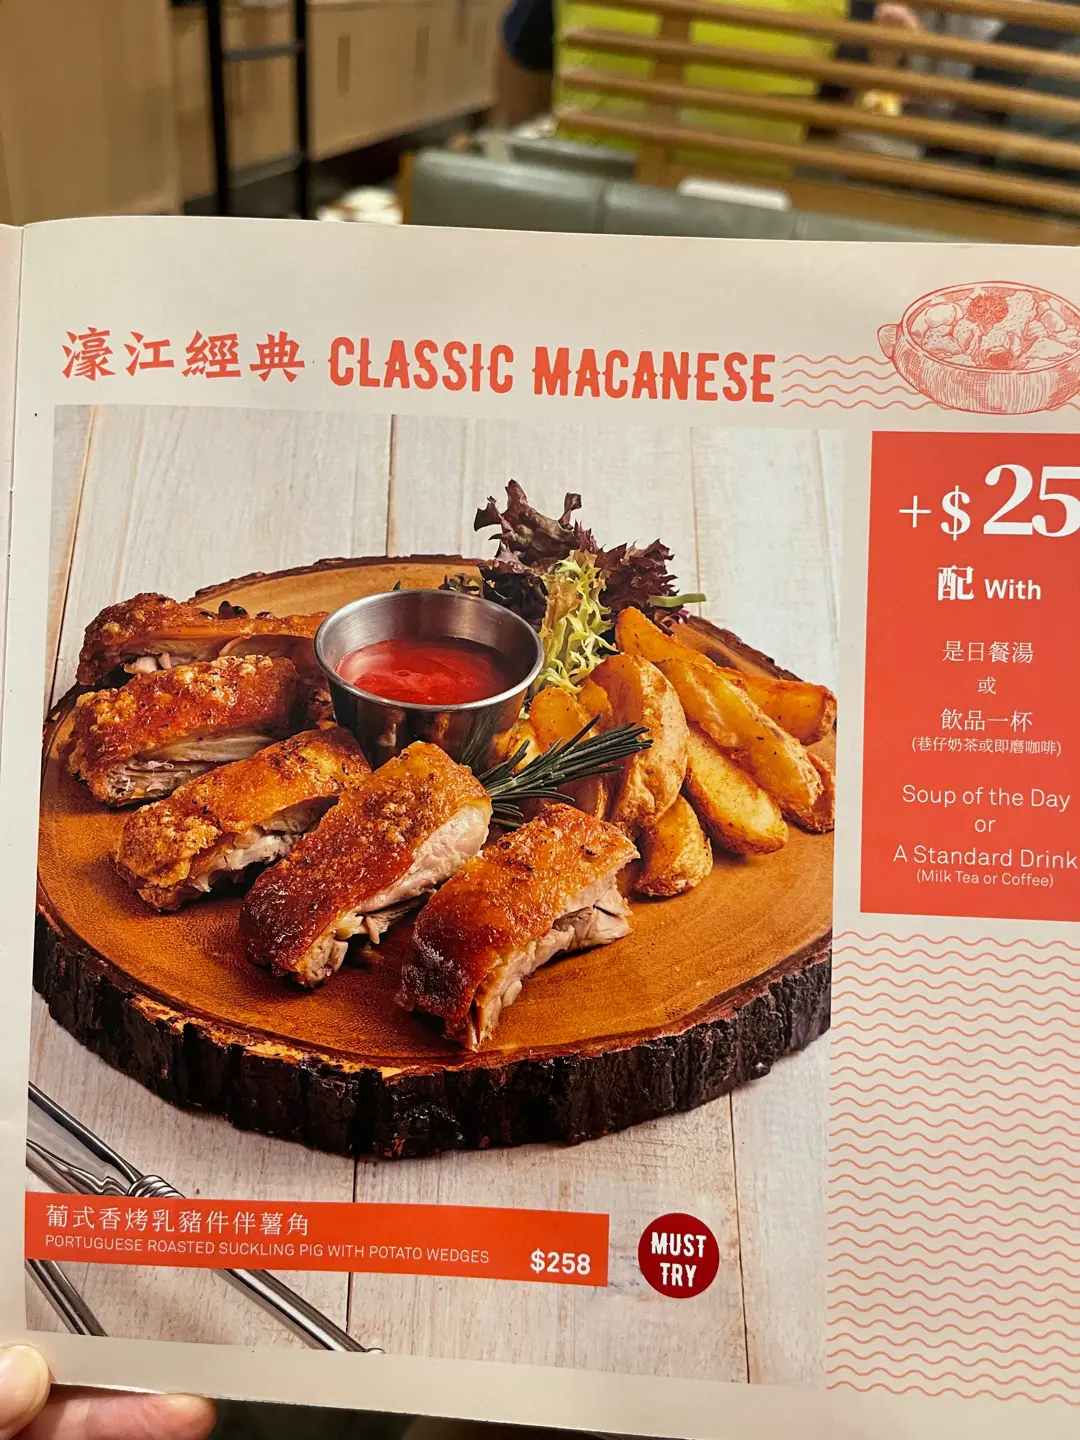 濠江經典 CLASSIC MACANESE
+$25
配 With
是日餐湯
或
飲品一杯
(巷仔奶茶或即磨咖啡)
Soup of the Day
or
A Standard Drink
(Milk Tea or Coffee)
葡式香烤乳豬件伴薯角
PORTUGUESE ROASTED SUCKLING PIG WITH POTATO WEDGES
$258
MUST
TRY